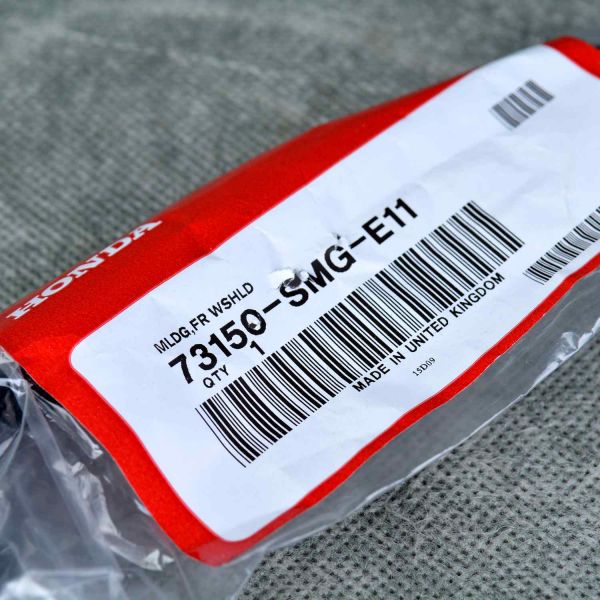 HONDA
MLDG,FR WSHLD
73150-SMG-E11
QTY 1
MADE IN UNITED KINGDOM
15D09